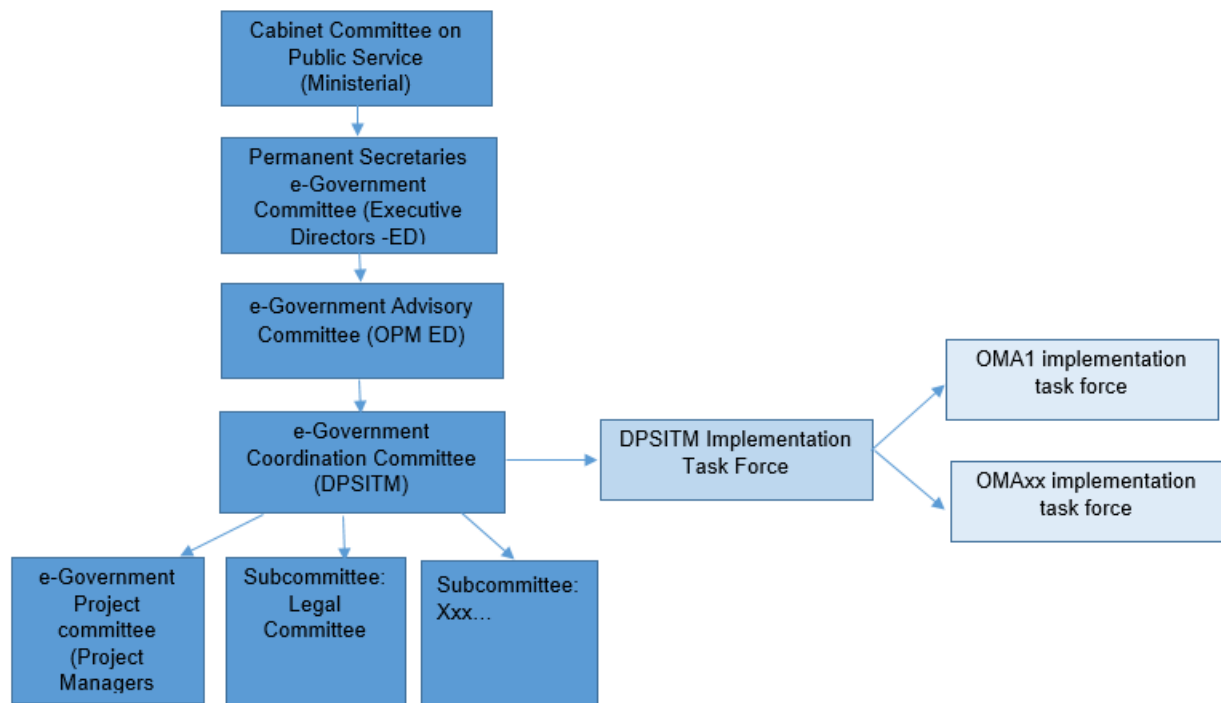 Cabinet Committee on
Public Service
(Ministerial)
Permanent Secretaries
e-Government
Committee (Executive
Directors -ED)
e-Government Advisory
Committee (OPM ED)
e-Government
Coordination Committee
(DPSITM)
DPSITM Implementation
Task Force
OMA1 implementation
task force
OMAxx implementation
task force
e-Government
Project
committee
(Project
Managers
Subcommittee:
Legal
Committee
Subcommittee:
Xxx...